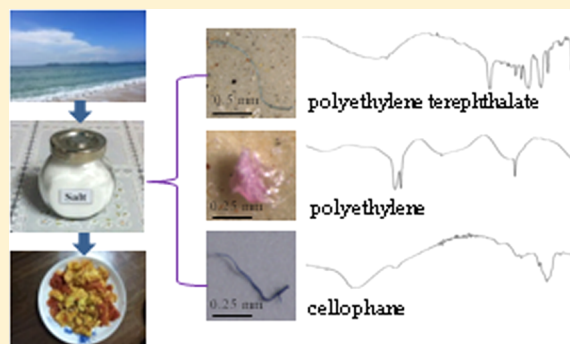 0.5 mm
polyethylene terephthalate
Salt
0.25 mm
polyethylene
0.25 mm
cellophane